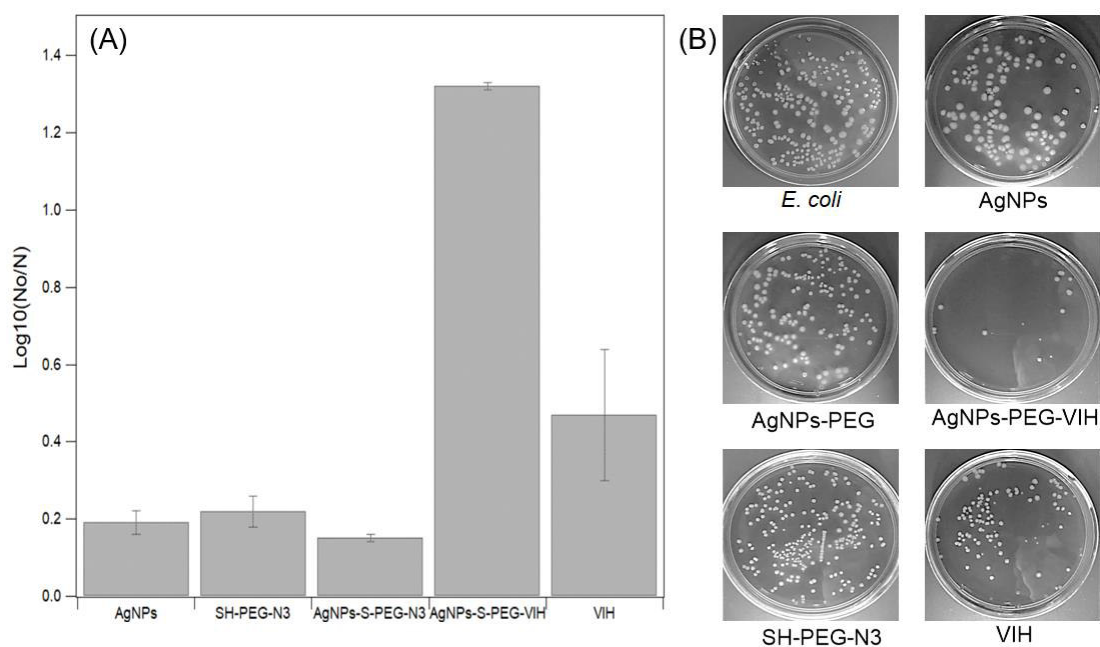 (A)
Log10(No/N)
1.4
1.2
1.0
0.8
0.6
0.4
0.2
0.0
AgNPs SH-PEG-N3 AgNPs-S-PEG-N3 AgNPs-S-PEG-VIH VIH
(B)
E. coli AgNPs
AgNPs-PEG AgNPs-PEG-VIH
SH-PEG-N3 VIH